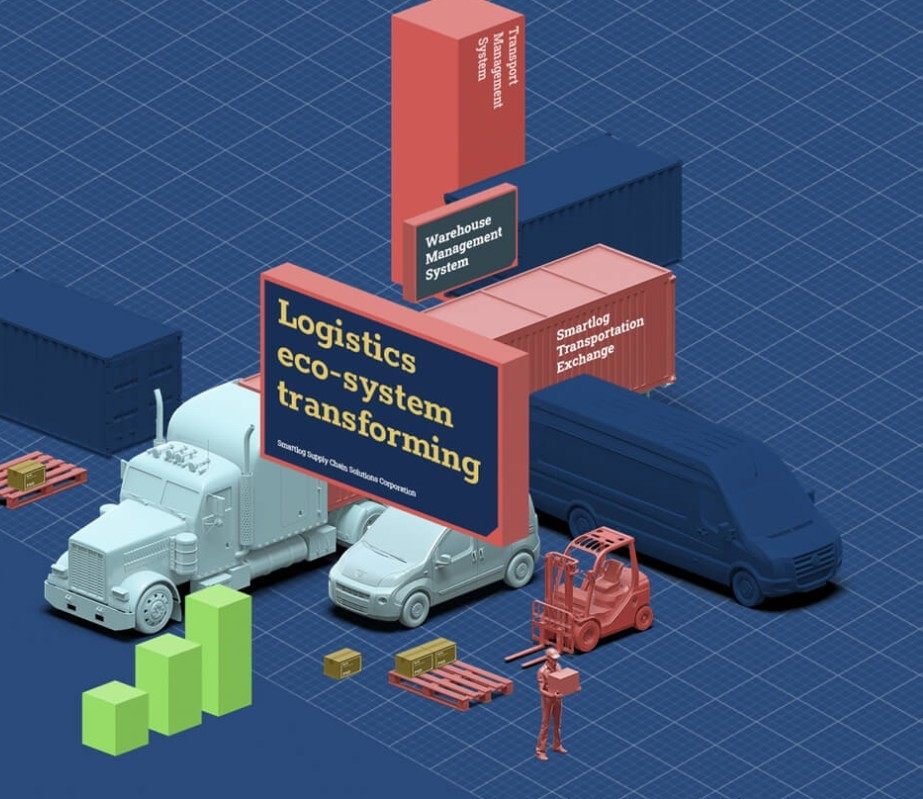 Transport
Management
System
Warehouse
Management
System
Smartlog
Transportation
Exchange
Logistics
eco-system
transforming
Smartlog Supply Chain Solutions Corporation